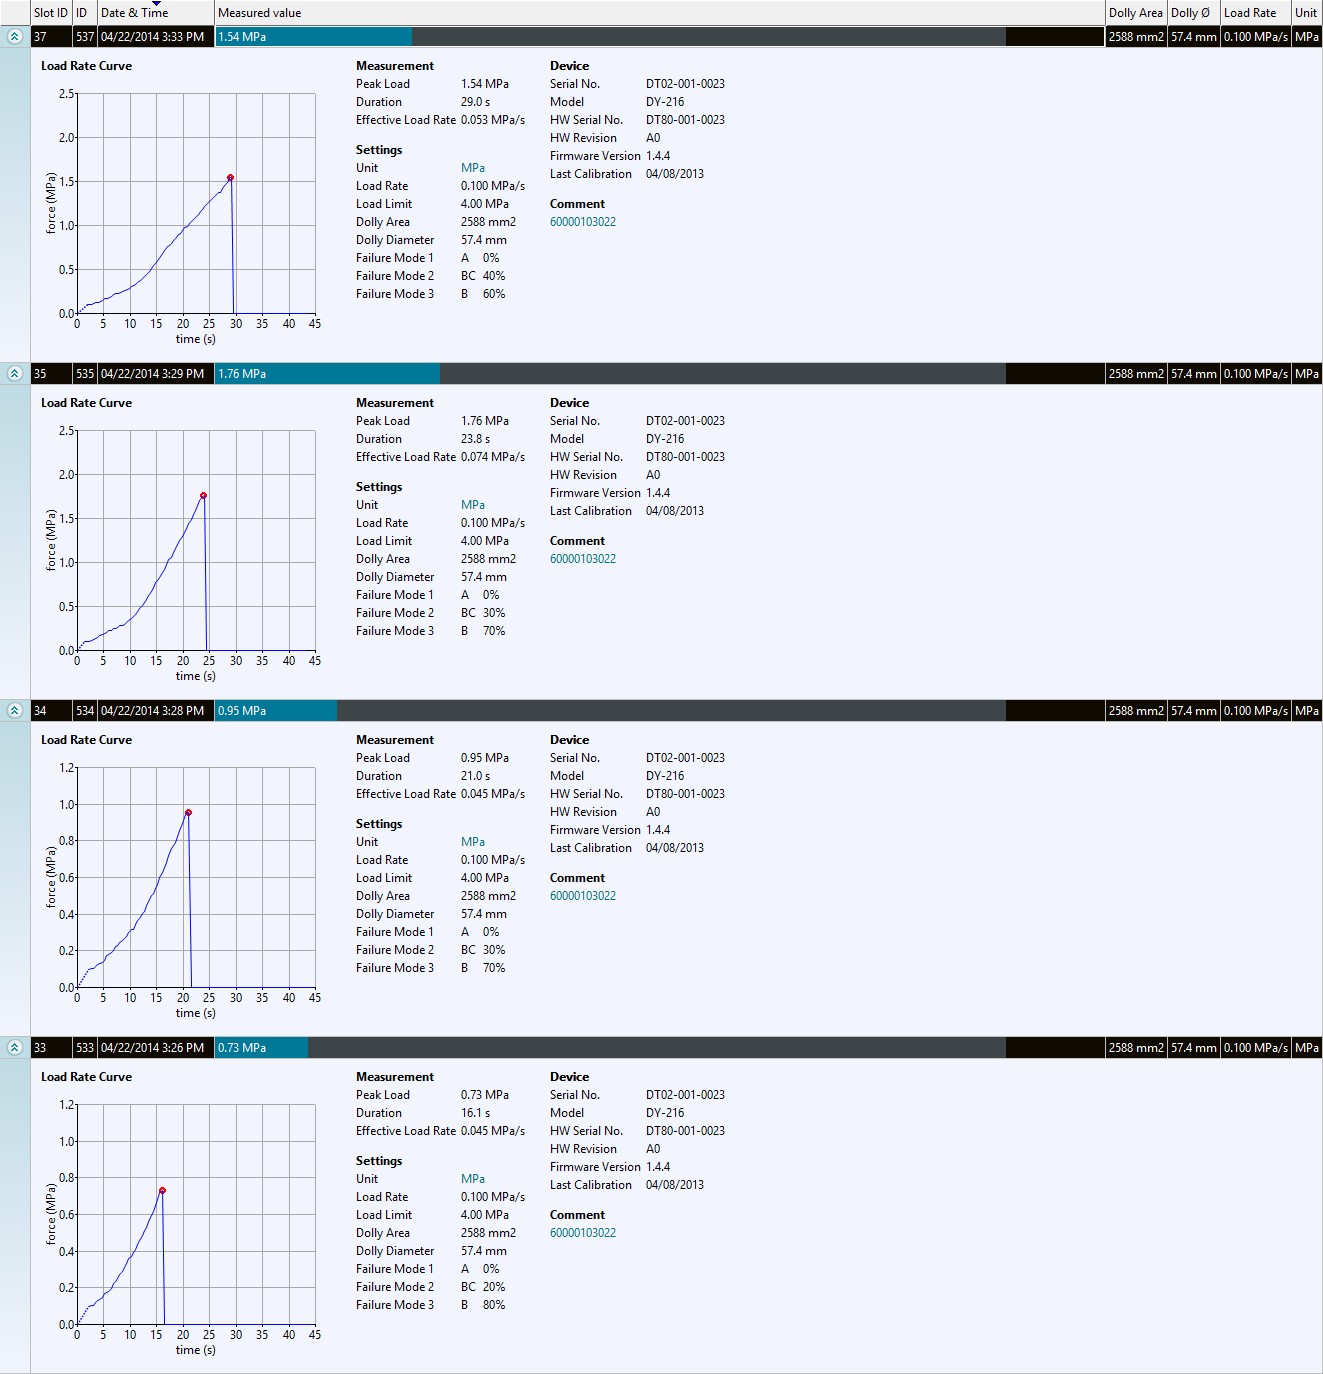 Slot ID ID Date & Time Measured value Dolly Area Dolly Ø Load Rate Unit
37 537 04/22/2014 3:33 PM 1.54 MPa 2588 mm2 57.4 mm 0.100 MPa/s MPa
Load Rate Curve
2.5
2.0
1.5
1.0
0.5
0.0
force (MPa)
0 5 10 15 20 25 30 35 40 45
time (s)
Measurement
Peak Load 1.54 MPa
Duration 29.0 s
Effective Load Rate 0.053 MPa/s
Settings
Unit MPa
Load Rate 0.100 MPa/s
Load Limit 4.00 MPa
Dolly Area 2588 mm2
Dolly Diameter 57.4 mm
Failure Mode 1 A 0%
Failure Mode 2 BC 40%
Failure Mode 3 B 60%
Device
Serial No. DT02-001-0023
Model DY-216
HW Serial No. DT80-001-0023
HW Revision A0
Firmware Version 1.4.4
Last Calibration 04/08/2013
Comment
60000103022
35 535 04/22/2014 3:29 PM 1.76 MPa 2588 mm2 57.4 mm 0.100 MPa/s MPa
Load Rate Curve
2.5
2.0
1.5
1.0
0.5
0.0
force (MPa)
0 5 10 15 20 25 30 35 40 45
time (s)
Measurement
Peak Load 1.76 MPa
Duration 23.8 s
Effective Load Rate 0.074 MPa/s
Settings
Unit MPa
Load Rate 0.100 MPa/s
Load Limit 4.00 MPa
Dolly Area 2588 mm2
Dolly Diameter 57.4 mm
Failure Mode 1 A 0%
Failure Mode 2 BC 30%
Failure Mode 3 B 70%
Device
Serial No. DT02-001-0023
Model DY-216
HW Serial No. DT80-001-0023
HW Revision A0
Firmware Version 1.4.4
Last Calibration 04/08/2013
Comment
60000103022
34 534 04/22/2014 3:28 PM 0.95 MPa 2588 mm2 57.4 mm 0.100 MPa/s MPa
Load Rate Curve
1.2
1.0
0.8
0.6
0.4
0.2
0.0
force (MPa)
0 5 10 15 20 25 30 35 40 45
time (s)
Measurement
Peak Load 0.95 MPa
Duration 21.0 s
Effective Load Rate 0.045 MPa/s
Settings
Unit MPa
Load Rate 0.100 MPa/s
Load Limit 4.00 MPa
Dolly Area 2588 mm2
Dolly Diameter 57.4 mm
Failure Mode 1 A 0%
Failure Mode 2 BC 30%
Failure Mode 3 B 70%
Device
Serial No. DT02-001-0023
Model DY-216
HW Serial No. DT80-001-0023
HW Revision A0
Firmware Version 1.4.4
Last Calibration 04/08/2013
Comment
60000103022
33 533 04/22/2014 3:26 PM 0.73 MPa 2588 mm2 57.4 mm 0.100 MPa/s MPa
Load Rate Curve
1.2
1.0
0.8
0.6
0.4
0.2
0.0
force (MPa)
0 5 10 15 20 25 30 35 40 45
time (s)
Measurement
Peak Load 0.73 MPa
Duration 16.1 s
Effective Load Rate 0.045 MPa/s
Settings
Unit MPa
Load Rate 0.100 MPa/s
Load Limit 4.00 MPa
Dolly Area 2588 mm2
Dolly Diameter 57.4 mm
Failure Mode 1 A 0%
Failure Mode 2 BC 20%
Failure Mode 3 B 80%
Device
Serial No. DT02-001-0023
Model DY-216
HW Serial No. DT80-001-0023
HW Revision A0
Firmware Version 1.4.4
Last Calibration 04/08/2013
Comment
60000103022